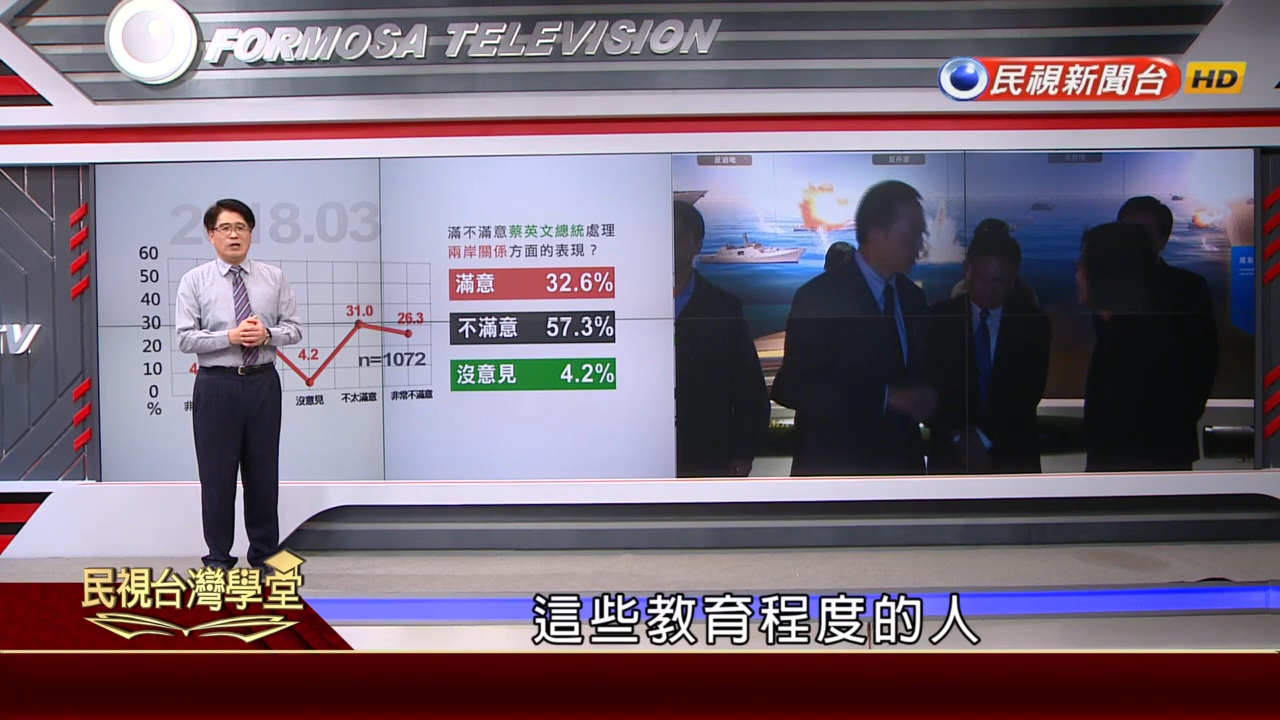 FORMOSA TELEVISION
民視新聞台 HD
2018.03
60
50
40
30
20
10
0
%
4.2
31.0
26.3
n=1072
沒意見
不太滿意
非常不滿意
滿不滿意蔡英文總統處理
兩岸關係方面的表現？
滿意 32.6%
不滿意 57.3%
沒意見 4.2%
TV
民視台灣學堂
這些教育程度的人